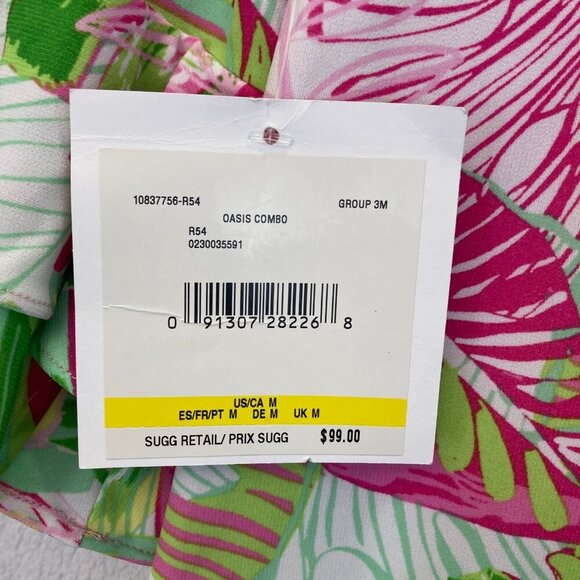 10837756-R54 GROUP 3M
OASIS COMBO
R54
0230035591
0 91307 28226 8
US/CA M
ES/FR/PT M DE M UK M
SUGG RETAIL/ PRIX SUGG $99.00